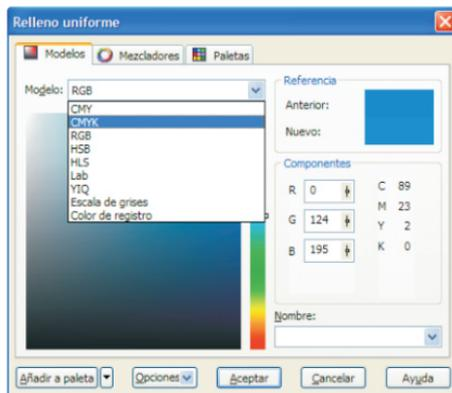 Relleno uniforme
Modelos Mezcladores Paletas
Modelo: RGB
CMY
CMYK
RGB
HSB
HLS
Lab
YIQ
Escala de grises
Color de registro
Referencia
Anterior:
Nuevo:
Componentes
R 0 C 89
M 23
G 124 Y 2
B 195 K 0
Nombre:
Añadir a paleta Opciones Aceptar Cancelar Ayuda